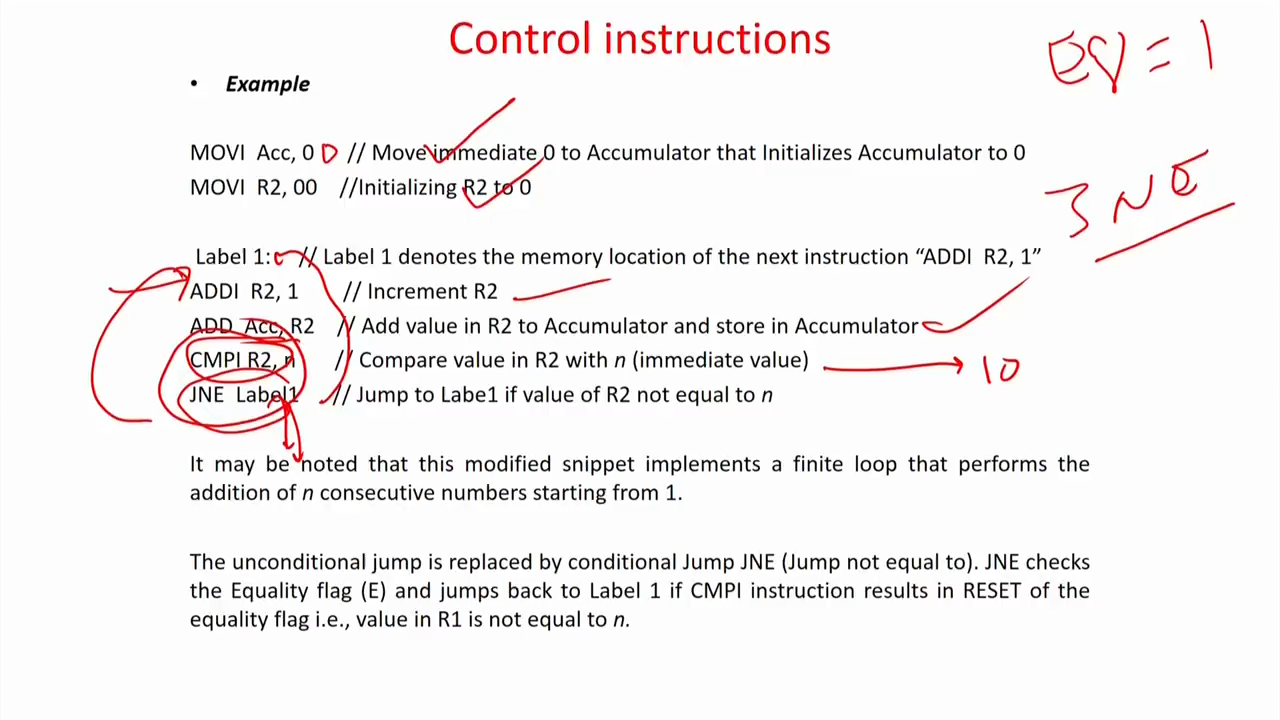 Control instructions
EQ = 1
• Example
MOVI Acc, 0 0 // Move immediate 0 to Accumulator that Initializes Accumulator to 0
MOVI R2, 00 //Initializing R2 to 0
JNE
Label 1: // Label 1 denotes the memory location of the next instruction “ADDI R2, 1”
ADDI R2, 1 // Increment R2
ADD Acc, R2 // Add value in R2 to Accumulator and store in Accumulator
CMPI R2, n // Compare value in R2 with n (immediate value) 10
JNE Label1 // Jump to Labe1 if value of R2 not equal to n
It may be noted that this modified snippet implements a finite loop that performs the
addition of n consecutive numbers starting from 1.
The unconditional jump is replaced by conditional Jump JNE (Jump not equal to). JNE checks
the Equality flag (E) and jumps back to Label 1 if CMPI instruction results in RESET of the
equality flag i.e., value in R1 is not equal to n.